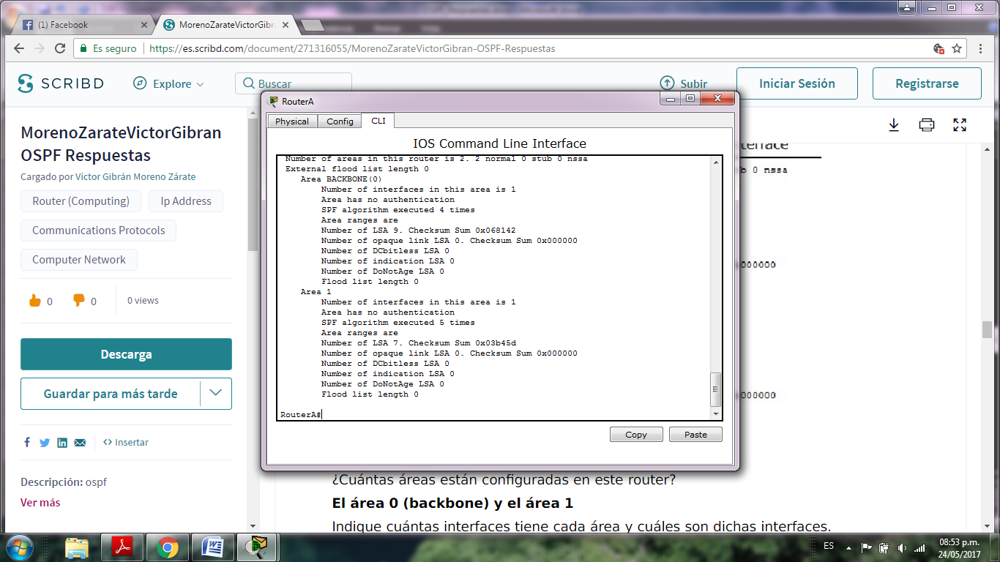 (1) Facebook
MorenoZarateVictorGibra
Es seguro
https://es.scribd.com/document/271316055/MorenoZarateVictorGibran-OSPF-Respuestas
SCRIBD
Explore
Buscar
Subir
Iniciar Sesión
Registrarse
MorenoZarateVictorGibran
OSPF Respuestas
Cargado por Víctor Gibrán Moreno Zárate
Router (Computing)
Ip Address
Communications Protocols
Computer Network
0
0
0 views
Descarga
Guardar para más tarde
Insertar
Descripción: ospf
Ver más
RouterA
Physical
Config
CLI
IOS Command Line Interface
Number of areas in this router is 2. 2 normal 0 stub 0 nssa
External flood list length 0
Area BACKBONE(0)
Number of interfaces in this area is 1
Area has no authentication
SPF algorithm executed 4 times
Area ranges are
Number of LSA 9. Checksum Sum 0x068142
Number of opaque link LSA 0. Checksum Sum 0x000000
Number of DCbitless LSA 0
Number of indication LSA 0
Number of DoNotAge LSA 0
Flood list length 0
Area 1
Number of interfaces in this area is 1
Area has no authentication
SPF algorithm executed 5 times
Area ranges are
Number of LSA 7. Checksum Sum 0x03b45d
Number of opaque link LSA 0. Checksum Sum 0x000000
Number of DCbitless LSA 0
Number of indication LSA 0
Number of DoNotAge LSA 0
Flood list length 0
RouterA#
Copy
Paste
terface
b 0 nssa
000000
000000
¿Cuántas áreas están configuradas en este router?
El área 0 (backbone) y el área 1
Indique cuántas interfaces tiene cada área y cuáles son dichas interfaces.
ES
08:53 p.m.
24/05/2017